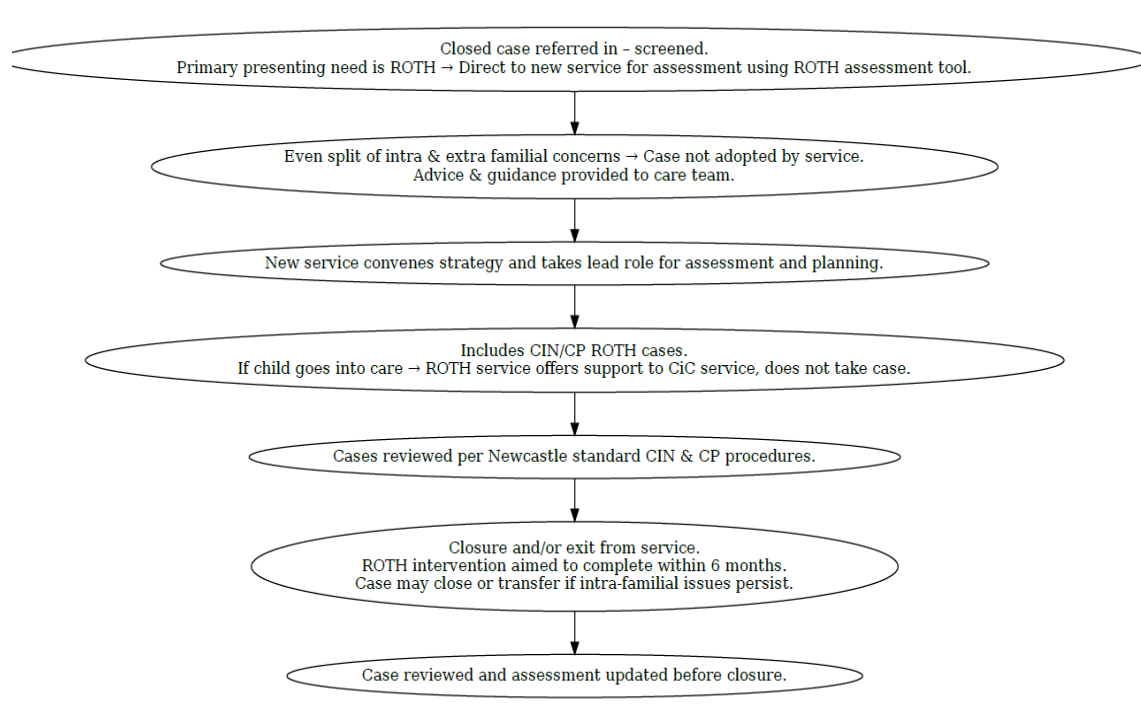 Closed case referred in – screened.
Primary presenting need is ROTH → Direct to new service for assessment using ROTH assessment tool.
Even split of intra & extra familial concerns → Case not adopted by service.
Advice & guidance provided to care team.
New service convenes strategy and takes lead role for assessment and planning.
Includes CIN/CP ROTH cases.
If child goes into care → ROTH service offers support to CiC service, does not take case.
Cases reviewed per Newcastle standard CIN & CP procedures.
Closure and/or exit from service.
ROTH intervention aimed to complete within 6 months.
Case may close or transfer if intra-familial issues persist.
Case reviewed and assessment updated before closure.